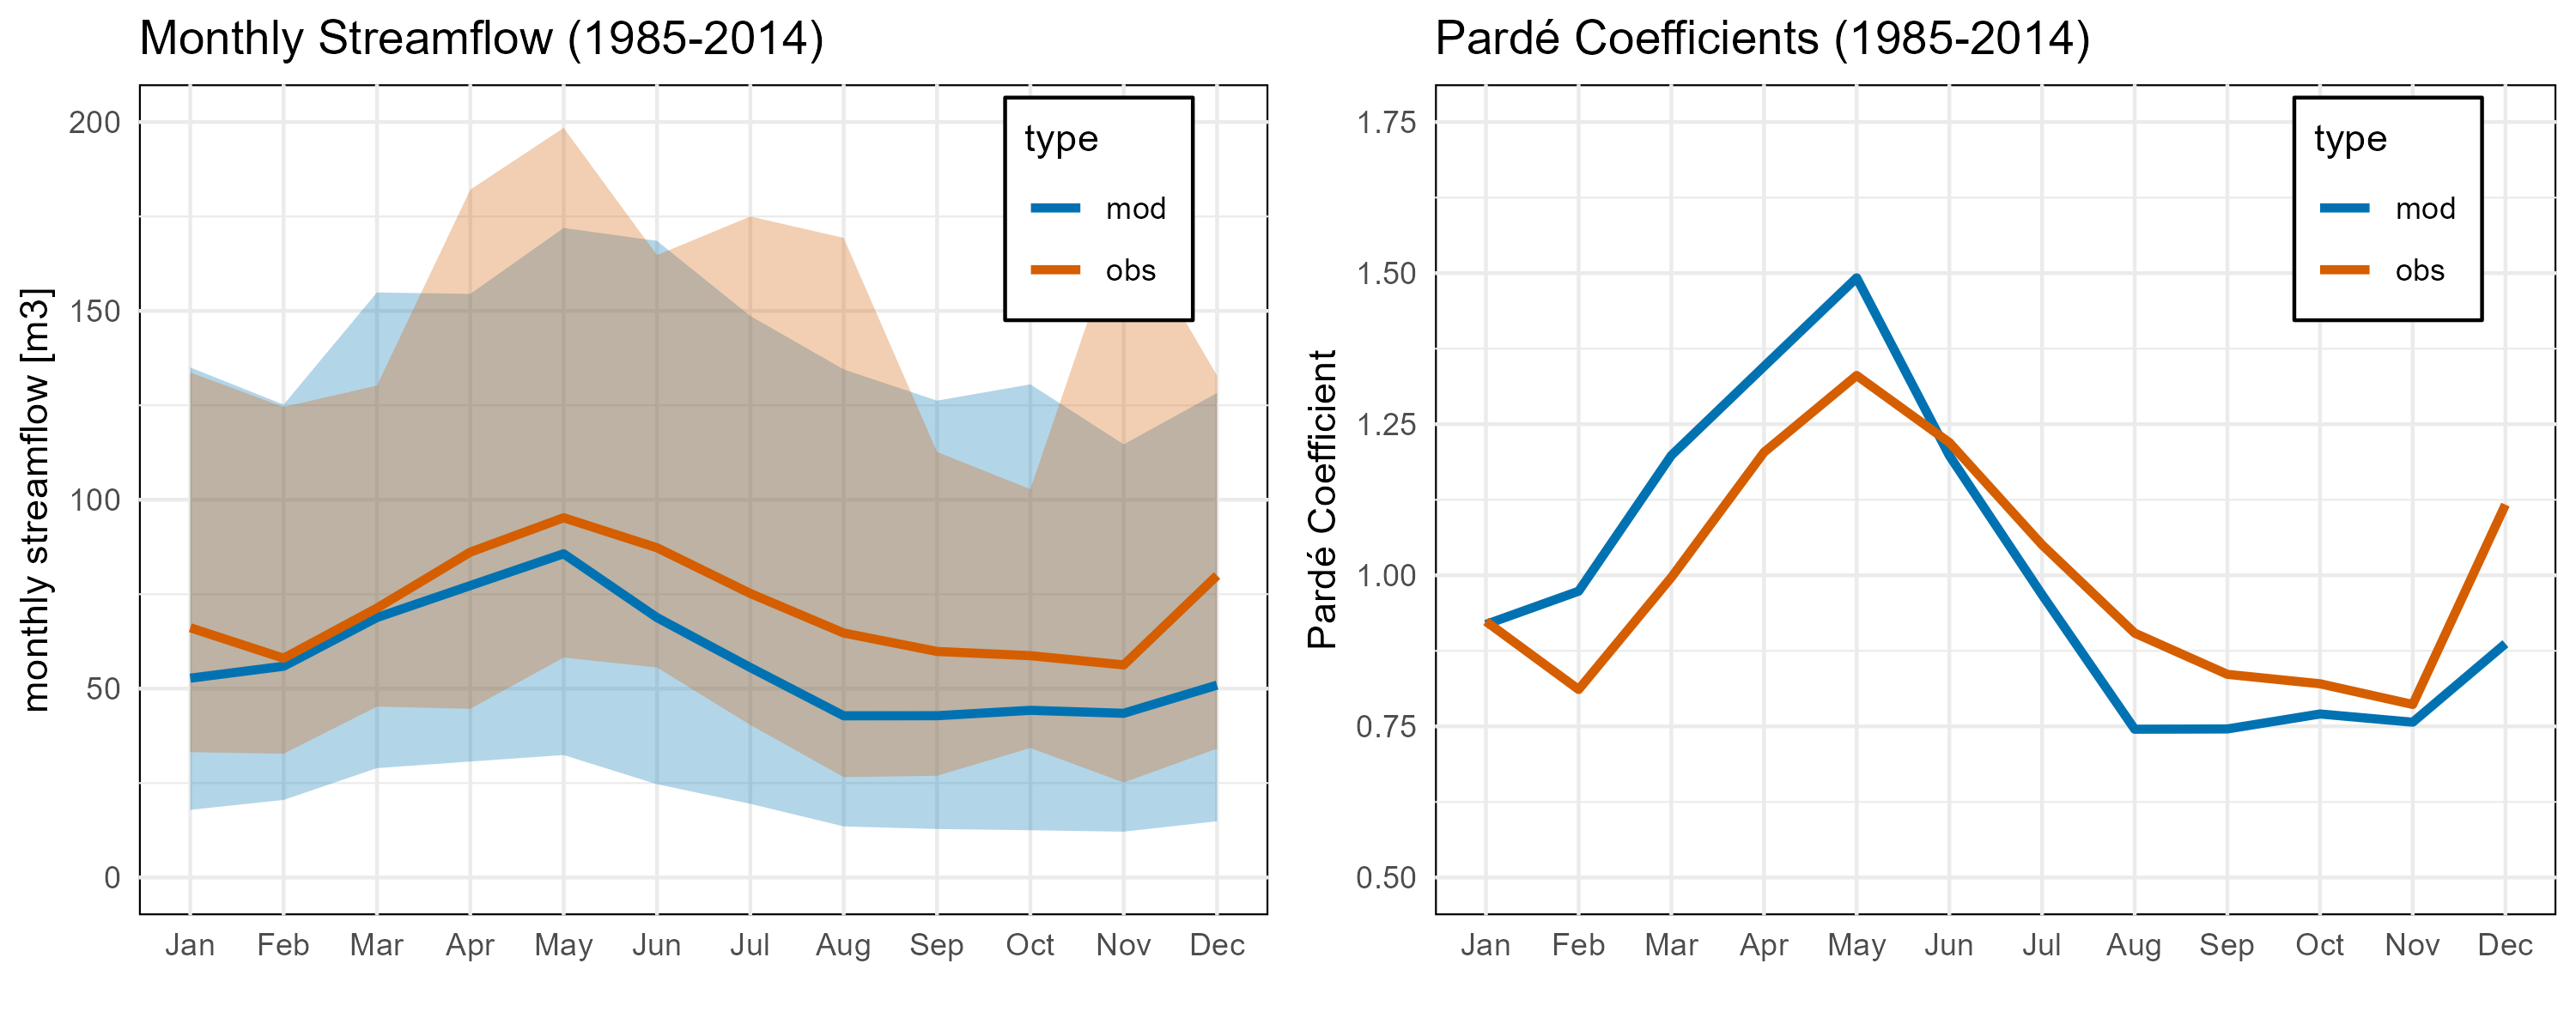 Monthly Streamflow (1985-2014)
monthly streamflow [m3]
200
150
100
50
0
type
mod
obs
Jan Feb Mar Apr May Jun Jul Aug Sep Oct Nov Dec
Pardé Coefficients (1985-2014)
Pardé Coefficient
1.75
1.50
1.25
1.00
0.75
0.50
type
mod
obs
Jan Feb Mar Apr May Jun Jul Aug Sep Oct Nov Dec